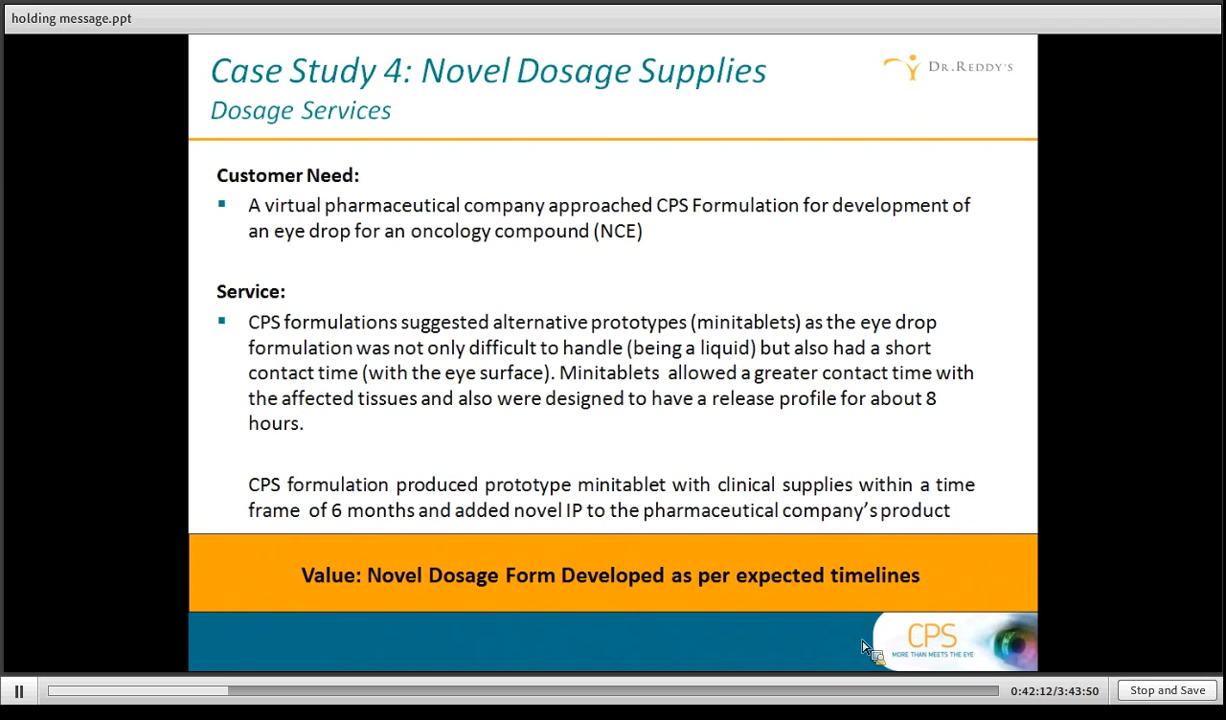 holding message.ppt
Case Study 4: Novel Dosage Supplies
DR.REDDY'S
Dosage Services
Customer Need:
A virtual pharmaceutical company approached CPS Formulation for development of
an eye drop for an oncology compound (NCE)
Service:
CPS formulations suggested alternative prototypes (minitablets) as the eye drop
formulation was not only difficult to handle (being a liquid) but also had a short
contact time (with the eye surface). Minitablets allowed a greater contact time with
the affected tissues and also were designed to have a release profile for about 8
hours.
CPS formulation produced prototype minitablet with clinical supplies within a time
frame of 6 months and added novel IP to the pharmaceutical company's product
Value: Novel Dosage Form Developed as per expected timelines
CPS
MORE THAN MEETS THE EYE
0:42:12/3:43:50
Stop and Save